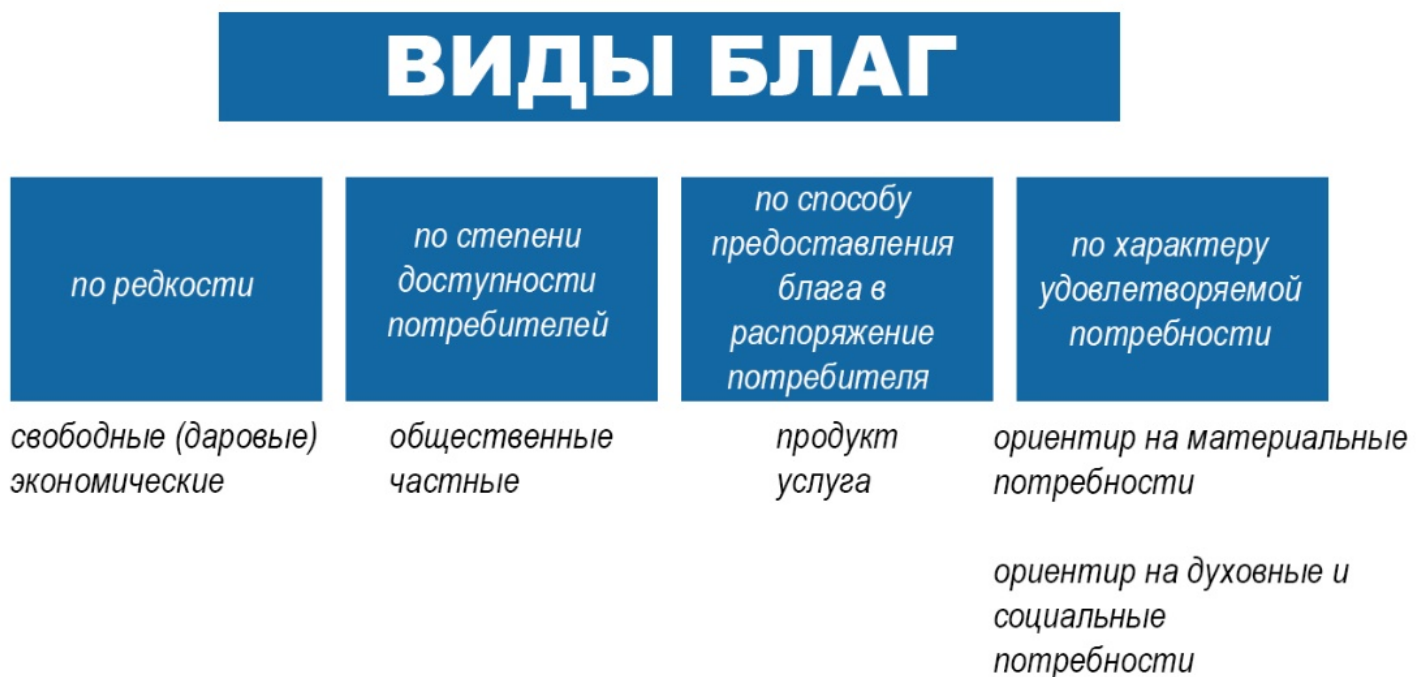 ВИДЫ БЛАГ
по редкости
свободные (даровые)
экономические
по степени
доступности
потребителей
общественные
частные
по способу
предоставления
блага в
распоряжение
потребителя
продукт
услуга
по характеру
удовлетворяемой
потребности
ориентир на материальные
потребности
ориентир на духовные и
социальные
потребности